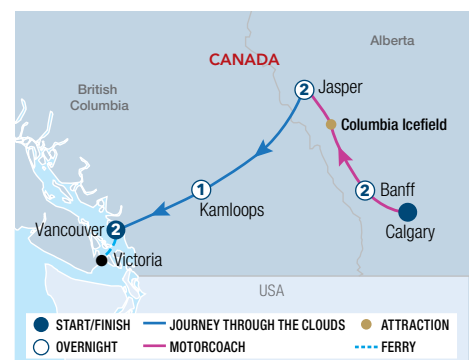 Alberta
CANADA
British
Columbia
2 Jasper
Columbia Icefield
2 Banff
1
Kamloops
Calgary
Vancouver 2
Victoria
USA
START/FINISH JOURNEY THROUGH THE CLOUDS ATTRACTION
OVERNIGHT MOTORCOACH FERRY